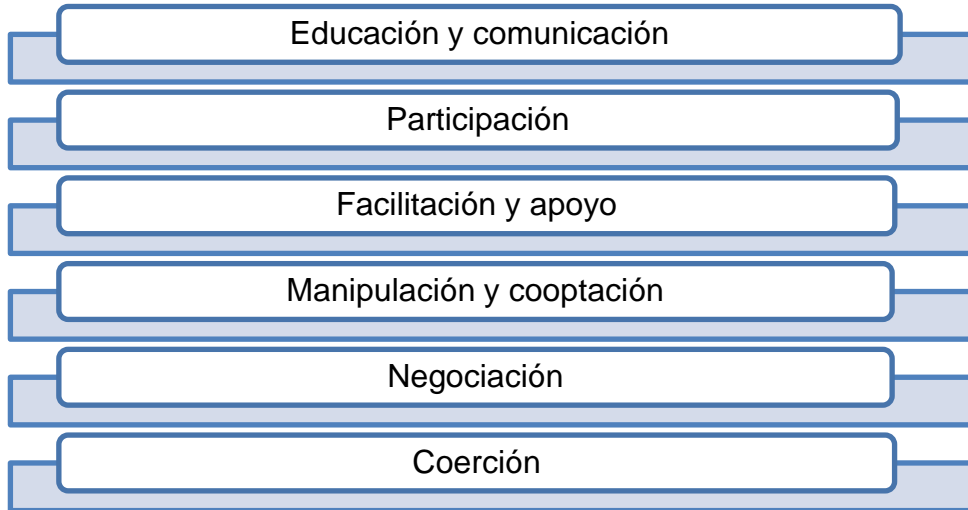 Educación y comunicación
Participación
Facilitación y apoyo
Manipulación y cooptación
Negociación
Coerción